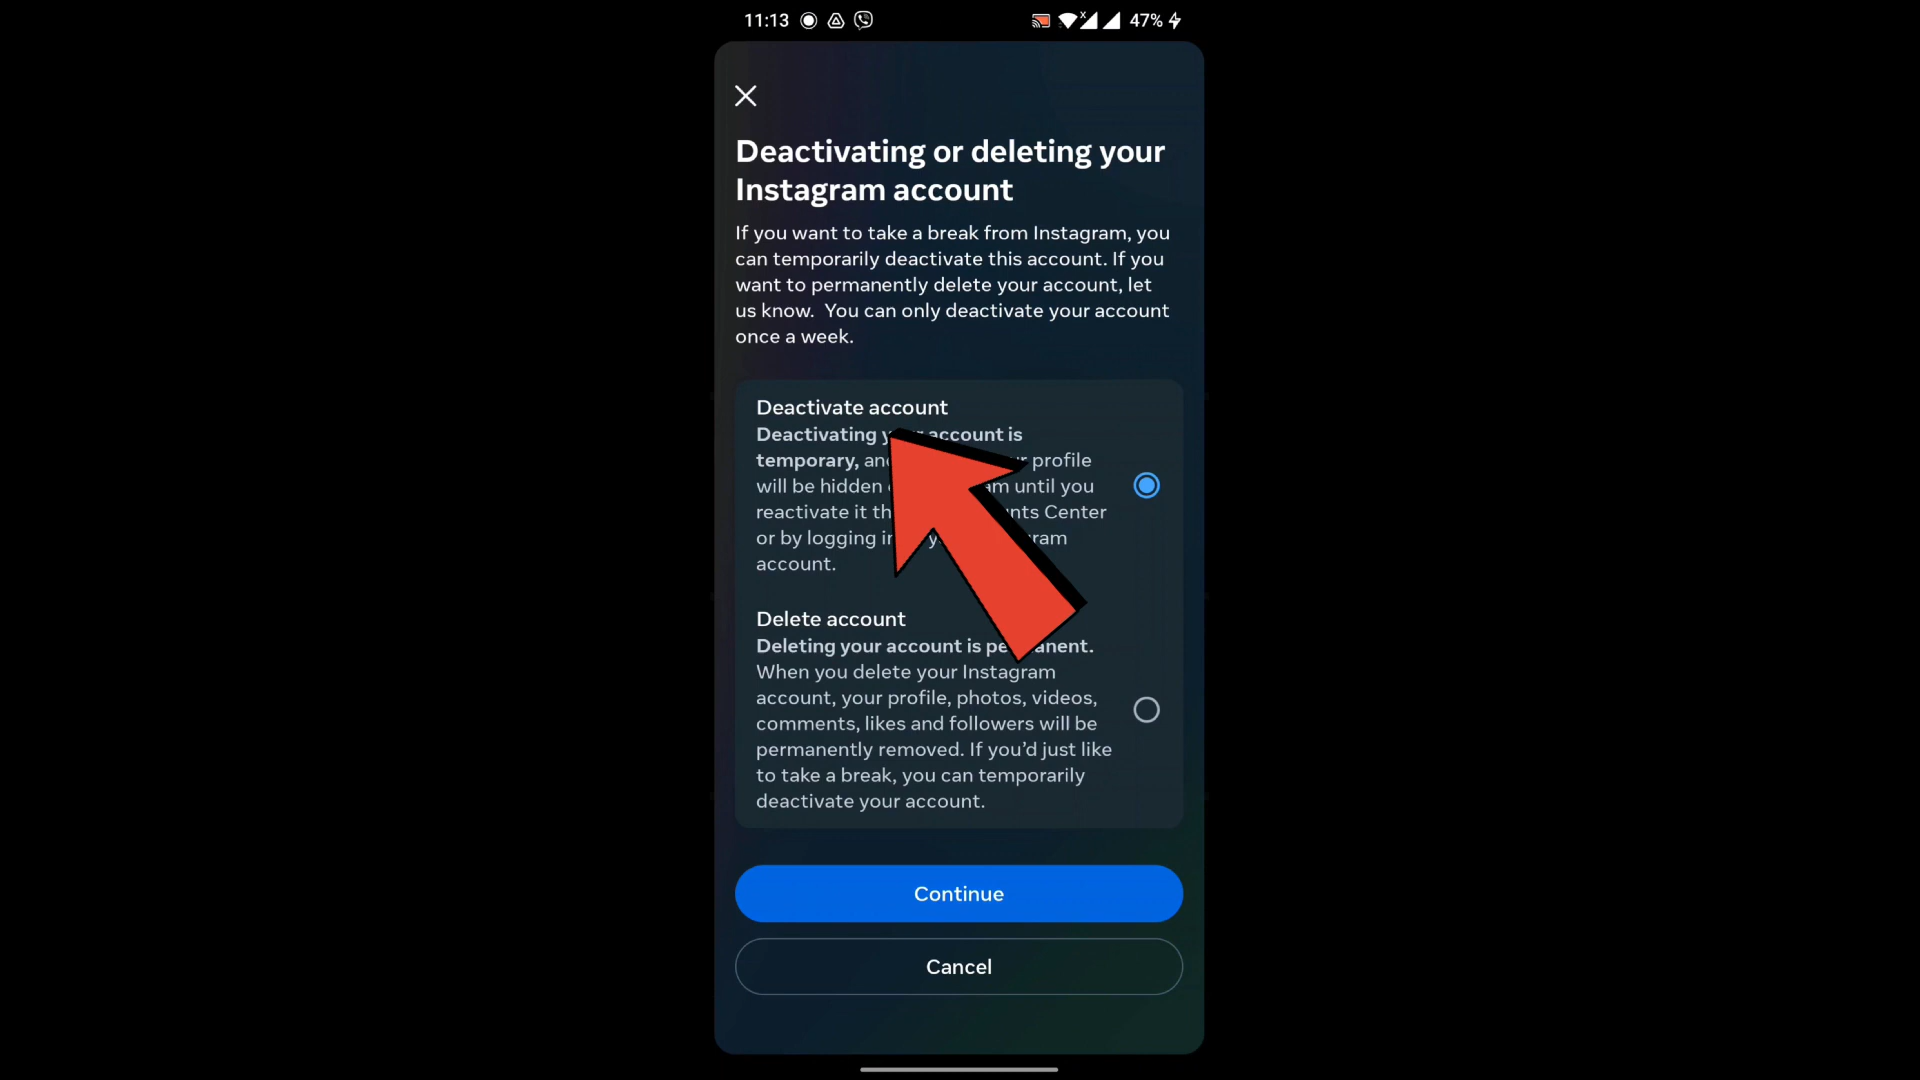 11:13
47%
Deactivating or deleting your
Instagram account
If you want to take a break from Instagram, you
can temporarily deactivate this account. If you
want to permanently delete your account, let
us know. You can only deactivate your account
once a week.
Deactivate account
Deactivating account is
temporary, profile
will be hidden until you
reactivate it Center
or by logging
account.
Delete account
Deleting your account is
When you delete your Instagram
account, your profile, photos, videos,
comments, likes and followers will be
permanently removed. If you’d just like
to take a break, you can temporarily
deactivate your account.
Continue
Cancel